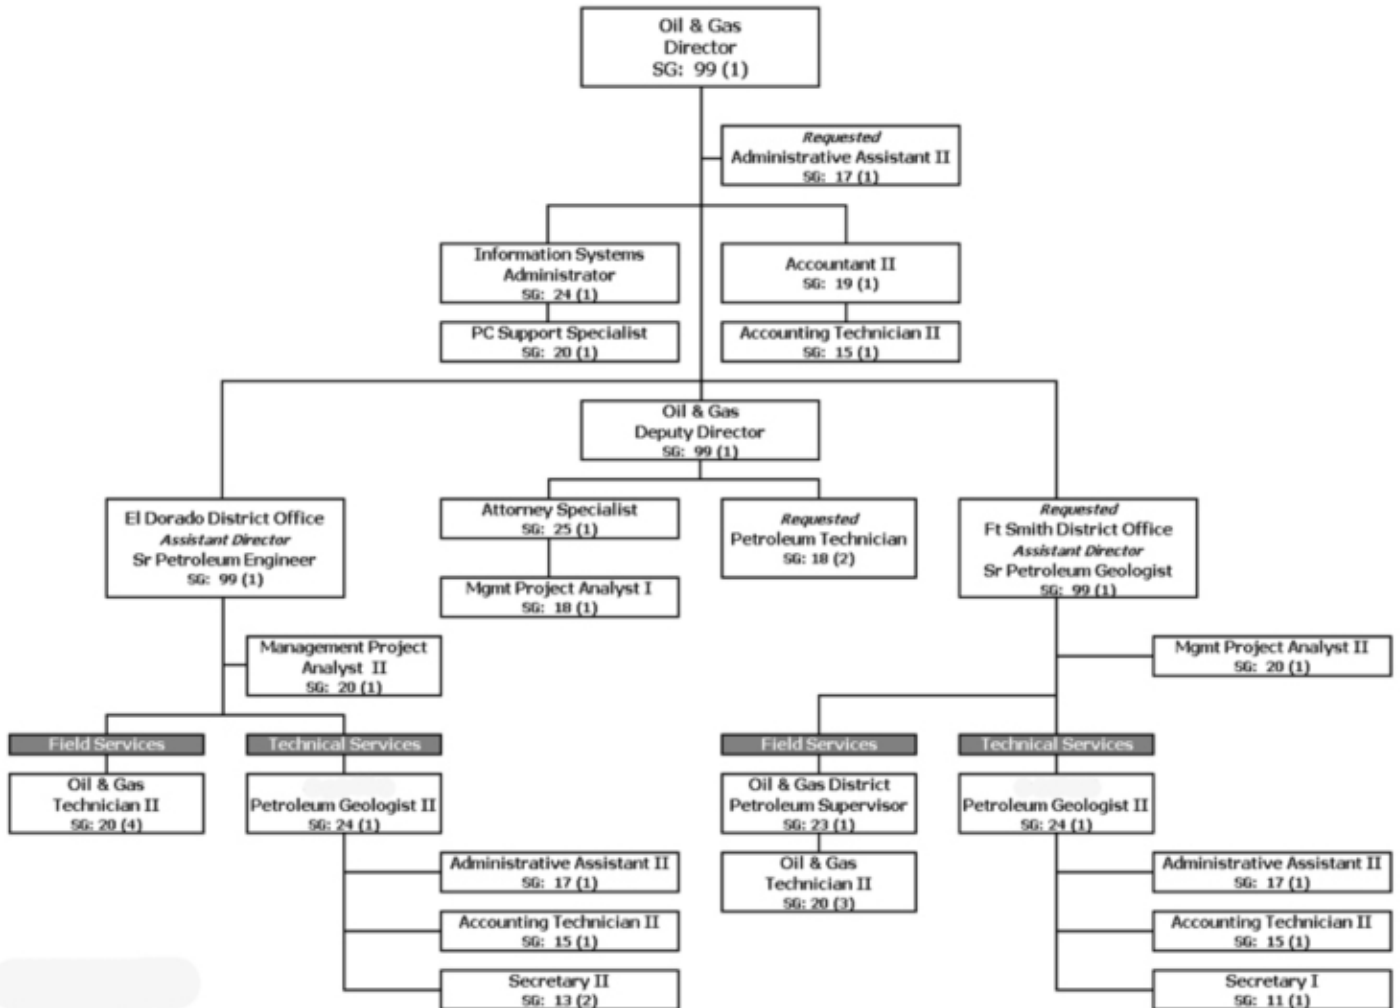 Oil & Gas
Director
SG: 99 (1)
Requested
Administrative Assistant II
SG: 17 (1)
Information Systems
Administrator
SG: 24 (1)
Accountant II
SG: 19 (1)
PC Support Specialist
SG: 20 (1)
Accounting Technician II
SG: 15 (1)
Oil & Gas
Deputy Director
SG: 99 (1)
El Dorado District Office
Assistant Director
Sr Petroleum Engineer
SG: 99 (1)
Attorney Specialist
SG: 25 (1)
Mgmt Project Analyst I
SG: 18 (1)
Requested
Petroleum Technician
SG: 18 (2)
Requested
Ft Smith District Office
Assistant Director
Sr Petroleum Geologist
SG: 99 (1)
Management Project
Analyst II
SG: 20 (1)
Mgmt Project Analyst II
SG: 20 (1)
Field Services
Oil & Gas
Technician II
SG: 20 (4)
Technical Services
Petroleum Geologist II
SG: 24 (1)
Administrative Assistant II
SG: 17 (1)
Accounting Technician II
SG: 15 (1)
Secretary II
SG: 13 (2)
Field Services
Oil & Gas District
Petroleum Supervisor
SG: 23 (1)
Oil & Gas
Technician II
SG: 20 (3)
Technical Services
Petroleum Geologist II
SG: 24 (1)
Administrative Assistant II
SG: 17 (1)
Accounting Technician II
SG: 15 (1)
Secretary I
SG: 11 (1)